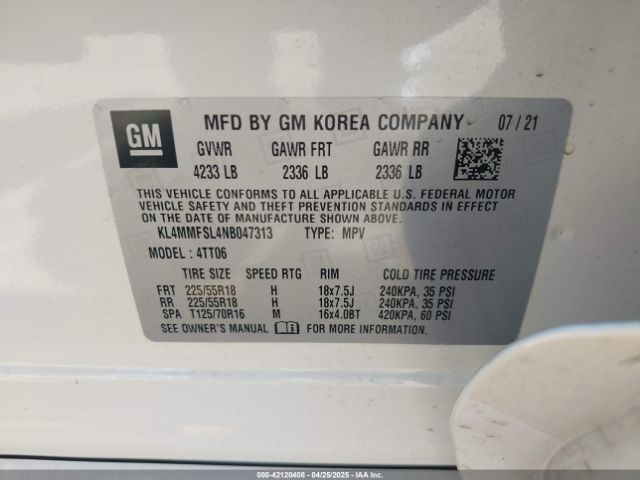 GM MFD BY GM KOREA COMPANY 07 / 21
GVWR GAWR FRT GAWR RR
4233 LB 2336 LB 2336 LB
THIS VEHICLE CONFORMS TO ALL APPLICABLE U.S. FEDERAL MOTOR
VEHICLE SAFETY AND THEFT PREVENTION STANDARDS IN EFFECT
ON THE DATE OF MANUFACTURE SHOWN ABOVE.
KL4MMFSL4NB047313 TYPE: MPV
MODEL : 4TT06
TIRE SIZE SPEED RTG RIM COLD TIRE PRESSURE
FRT 225/55R18 H 18x7.5J 240KPA, 35 PSI
RR 225/55R18 H 18x7.5J 240KPA, 35 PSI
SPA T125/70R16 M 16x4.0BT 420KPA, 60 PSI
SEE OWNER'S MANUAL FOR MORE INFORMATION
000-42120408 - 04/25/2025 - IAA Inc.